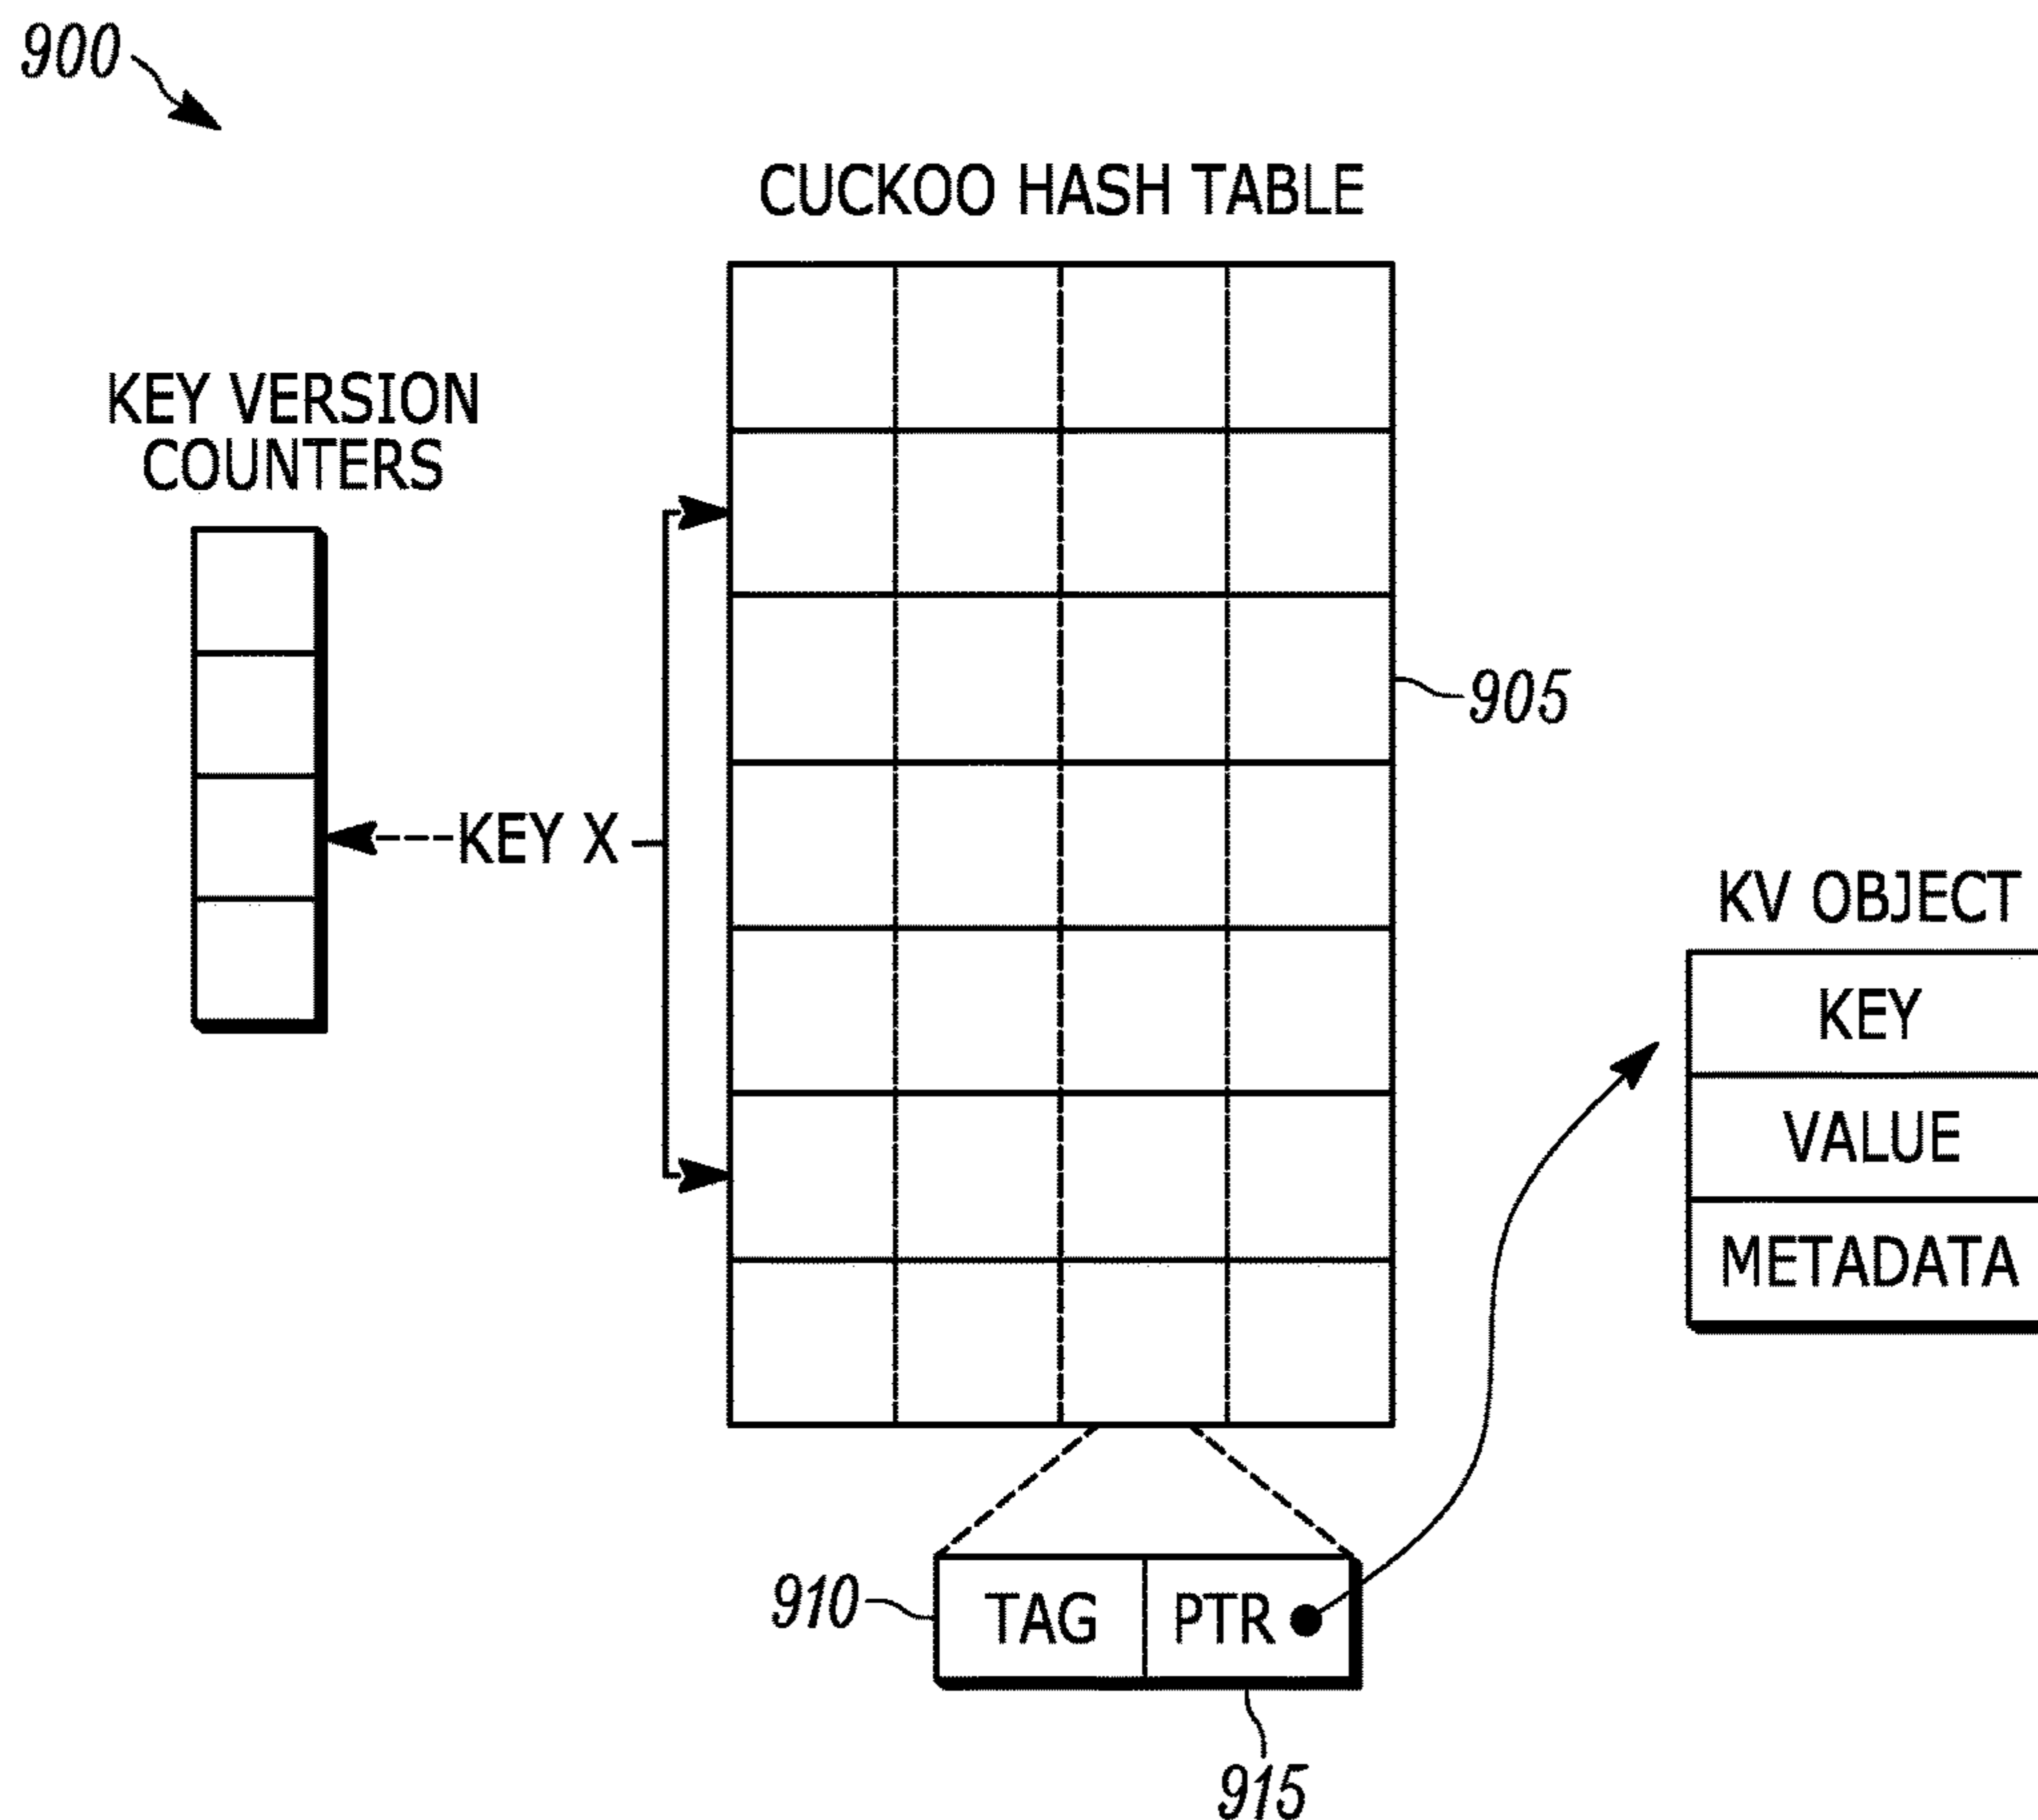 900
CUCKOO HASH TABLE
KEY VERSION
COUNTERS
905
KEY X
KV OBJECT
KEY
VALUE
METADATA
910
TAG
PTR
915